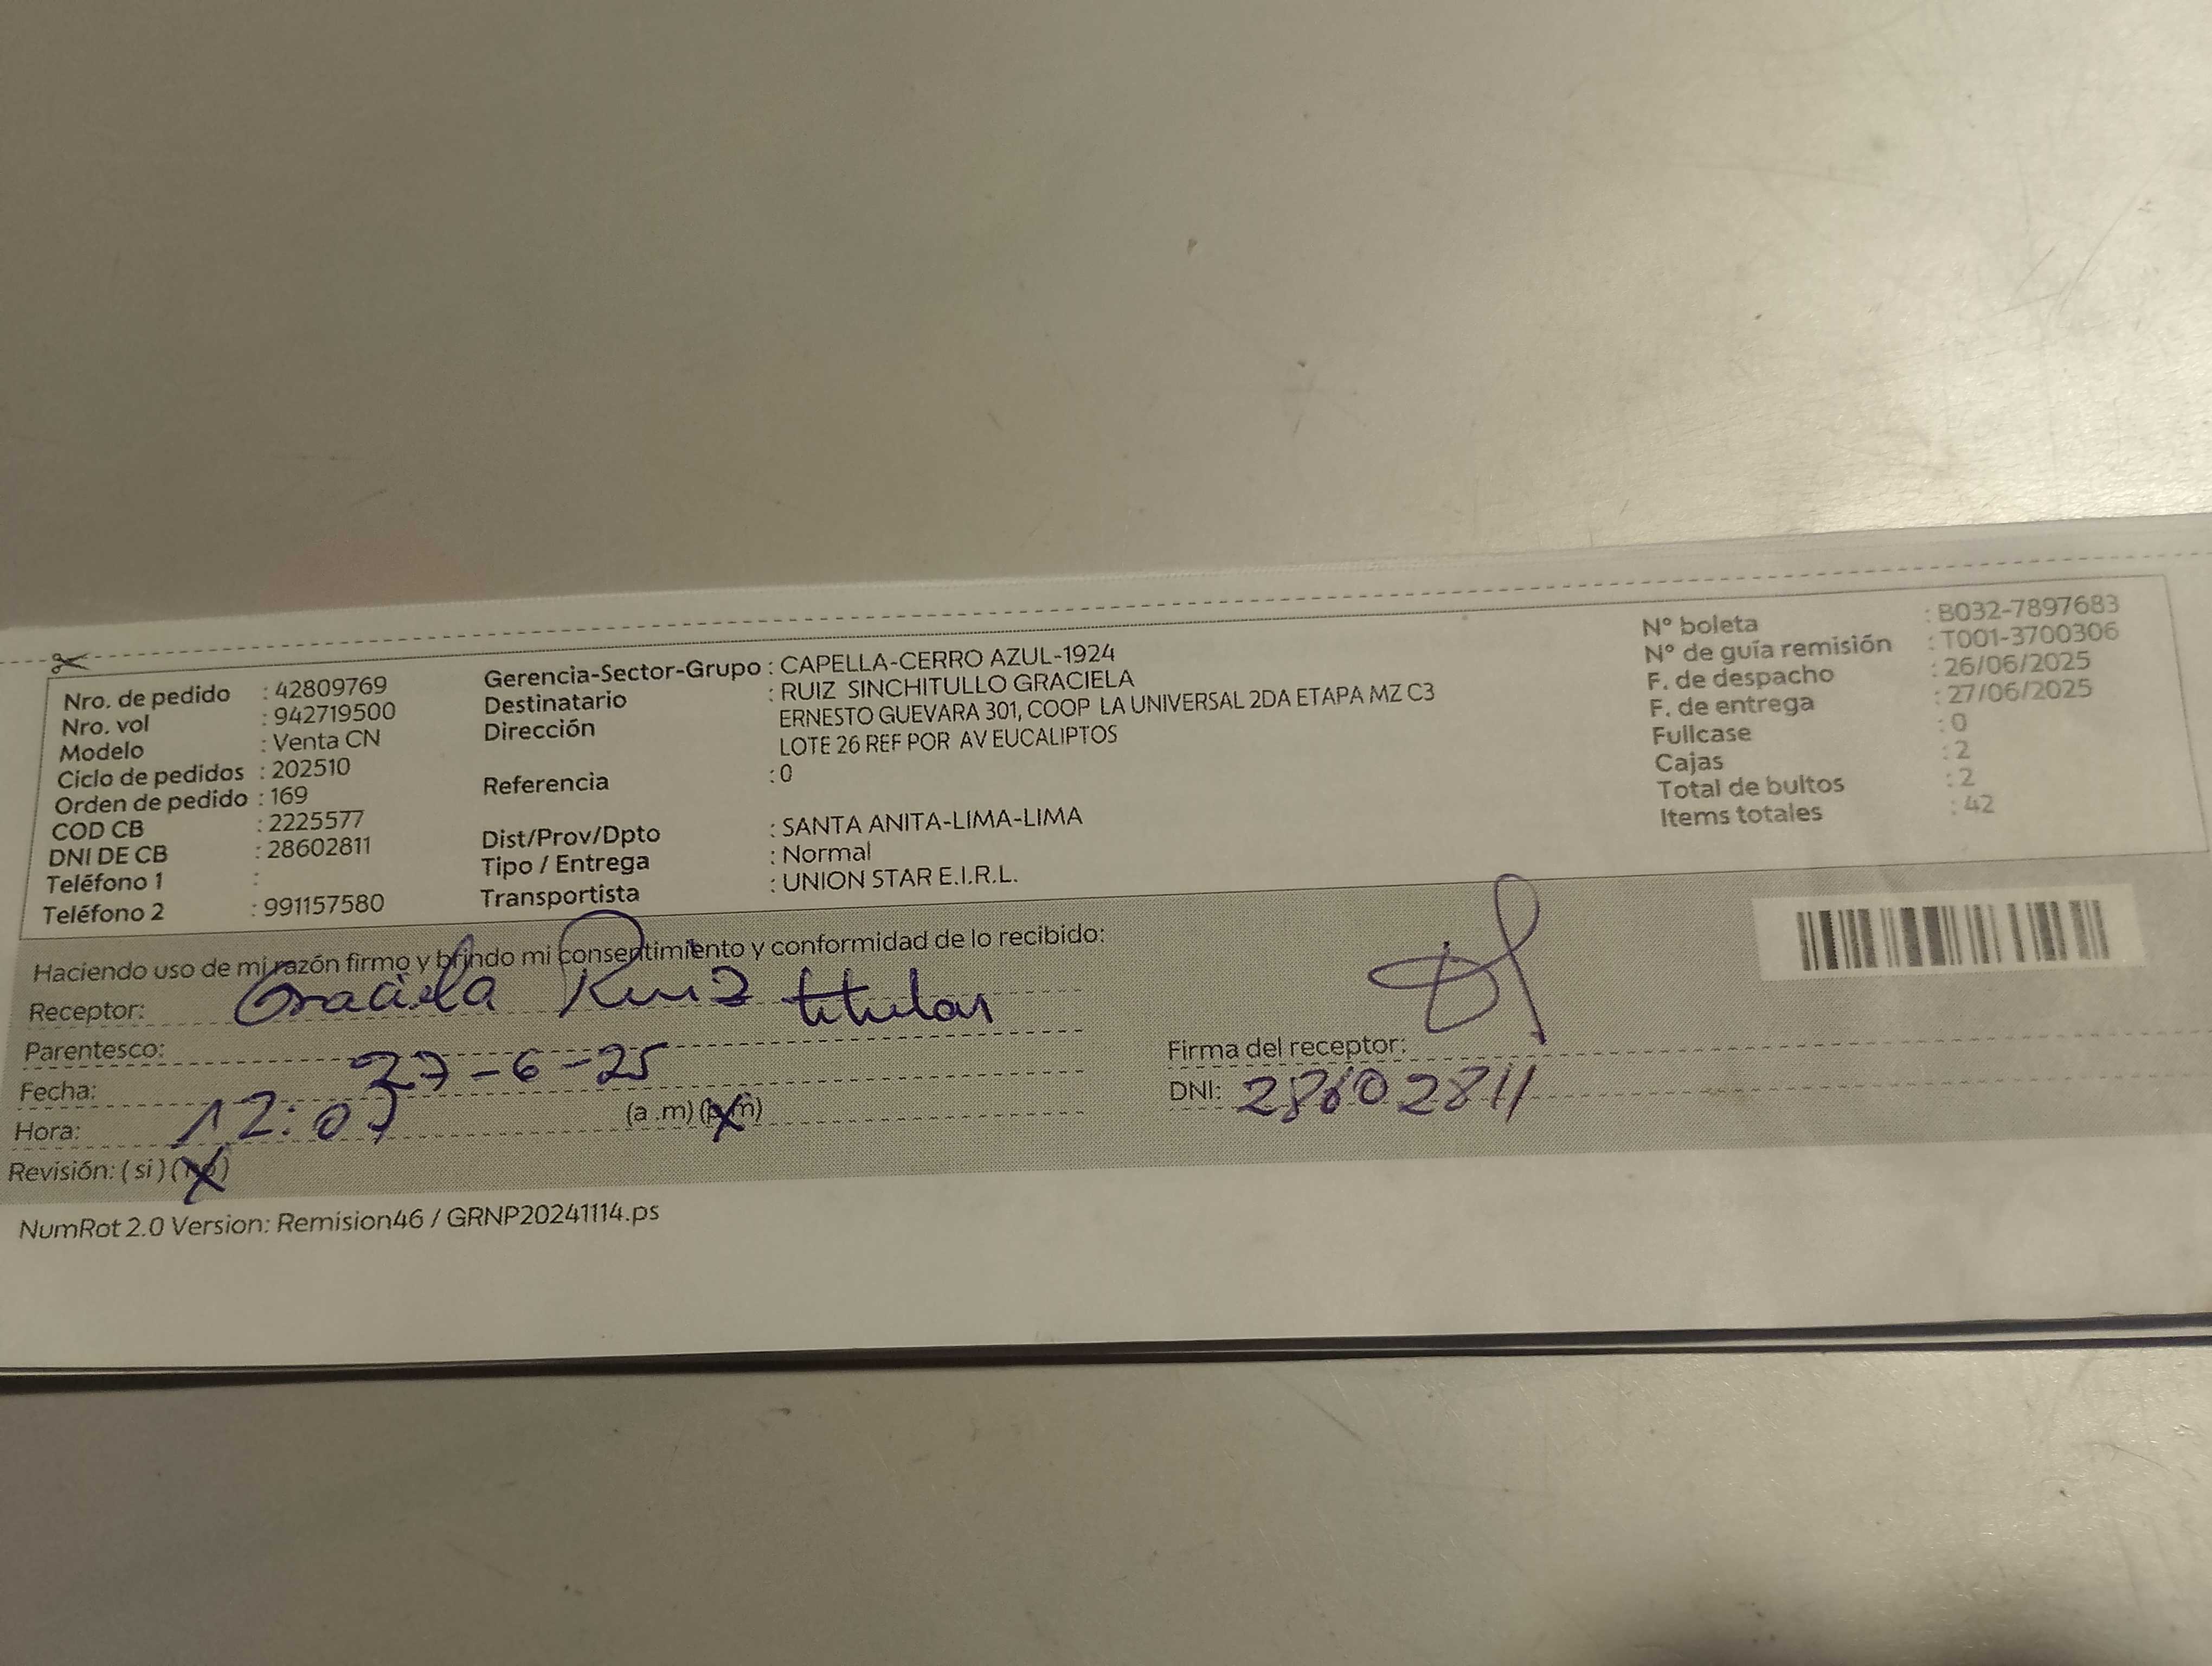 Nro. de pedido : 42809769
Nro. vol : 942719500
Modelo : Venta CN
Ciclo de pedidos : 202510
Orden de pedido : 169
COD CB : 2225577
DNI DE CB : 28602811
Teléfono 1 :
Teléfono 2 : 991157580
Gerencia-Sector-Grupo : CAPELLA-CERRO AZUL-1924
Destinatario : RUIZ SINCHITULLO GRACIELA
Dirección ERNESTO GUEVARA 301, COOP LA UNIVERSAL 2DA ETAPA MZ C3
LOTE 26 REF POR AV EUCALIPTOS
Referencia : 0
Dist/Prov/Dpto : SANTA ANITA-LIMA-LIMA
Tipo / Entrega : Normal
Transportista : UNION STAR E.I.R.L.
N° boleta : B032-7897683
N° de guía remisión : T001-3700306
F. de despacho : 26/06/2025
F. de entrega : 27/06/2025
Fullcase : 0
Cajas : 2
Total de bultos : 2
Items totales : 42
Haciendo uso de mi razón firmo y brindo mi consentimiento y conformidad de lo recibido:
Receptor: Graciela Ruiz titular
Parentesco:
Fecha: 27-6-25
Hora: 12:07 (a.m) (p.m)
Revisión: (si) (no)
Firma del receptor:
DNI: 28602811
NumRot 2.0 Version: Remision46 / GRNP20241114.ps